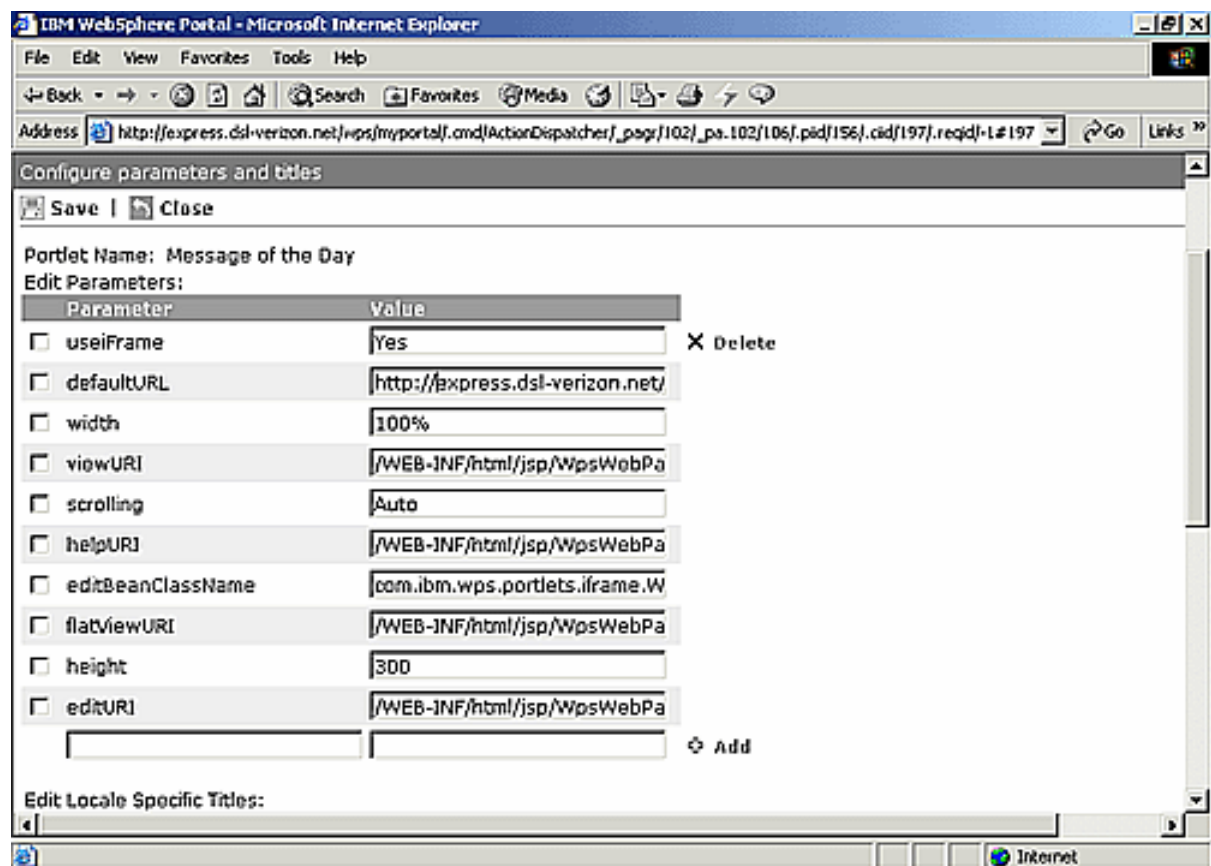 IBM WebSphere Portal - Microsoft Internet Explorer
File Edit View Favorites Tools Help
Back Search Favorites Media
Address http://express.dsl-verizon.net/wps/myportal/.cmd/ActionDispatcher/_pagr/102/_pa.102/106/.piid/156/.ciid/197/.reqid/-1#197 Go Links »
Configure parameters and titles
Save | Close
Portlet Name: Message of the Day
Edit Parameters:
Parameter Value
useiFrame Yes Delete
defaultURL http://express.dsl-verizon.net/
width 100%
viewURI /WEB-INF/html/jsp/WpsWebPa
scrolling Auto
helpURI /WEB-INF/html/jsp/WpsWebPa
editBeanClassName com.ibm.wps.portlets.iframe.W
flatViewURI /WEB-INF/html/jsp/WpsWebPa
height 300
editURI /WEB-INF/html/jsp/WpsWebPa
Add
Edit Locale Specific Titles:
Internet